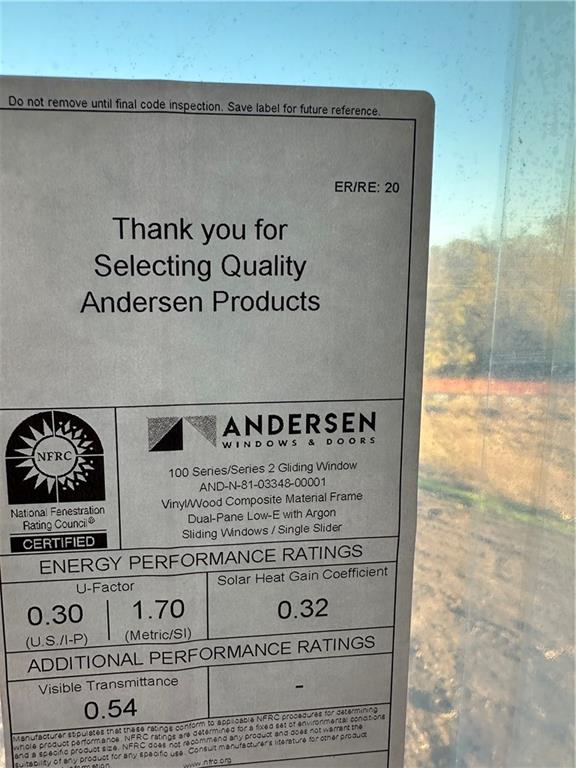 Do not remove until final code inspection. Save label for future reference.
ER/RE: 20
Thank you for
Selecting Quality
Andersen Products
NFRC
National Fenestration
Rating Council®
CERTIFIED
ANDERSEN
WINDOWS & DOORS
100 Series/Series 2 Gliding Window
AND-N-81-03348-00001
Vinyl/Wood Composite Material Frame
Dual-Pane Low-E with Argon
Sliding Windows / Single Slider
ENERGY PERFORMANCE RATINGS
U-Factor
0.30
(U.S./I-P)
1.70
(Metric/SI)
Solar Heat Gain Coefficient
0.32
ADDITIONAL PERFORMANCE RATINGS
Visible Transmittance
0.54
-
Manufacturer stipulates that these ratings conform to applicable NFRC procedures for determining
whole product performance. NFRC ratings are determined for a fixed set of environmental conditions
and a specific product size. NFRC does not recommend any product and does not warrant the
suitability of any product for any specific use. Consult manufacturer's literature for other product
information.
www.nfrc.org